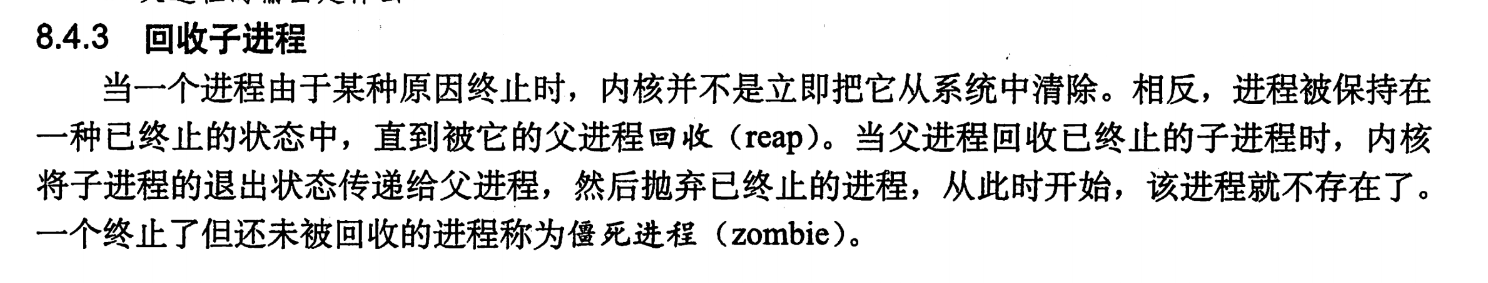 8.4.3 回收子进程
当一个进程由于某种原因终止时，内核并不是立即把它从系统中清除。相反，进程被保持在
一种已终止的状态中，直到被它的父进程回收（reap）。当父进程回收已终止的子进程时，内核
将子进程的退出状态传递给父进程，然后抛弃已终止的进程，从此时开始，该进程就不存在了。
一个终止了但还未被回收的进程称为僵死进程（zombie）。